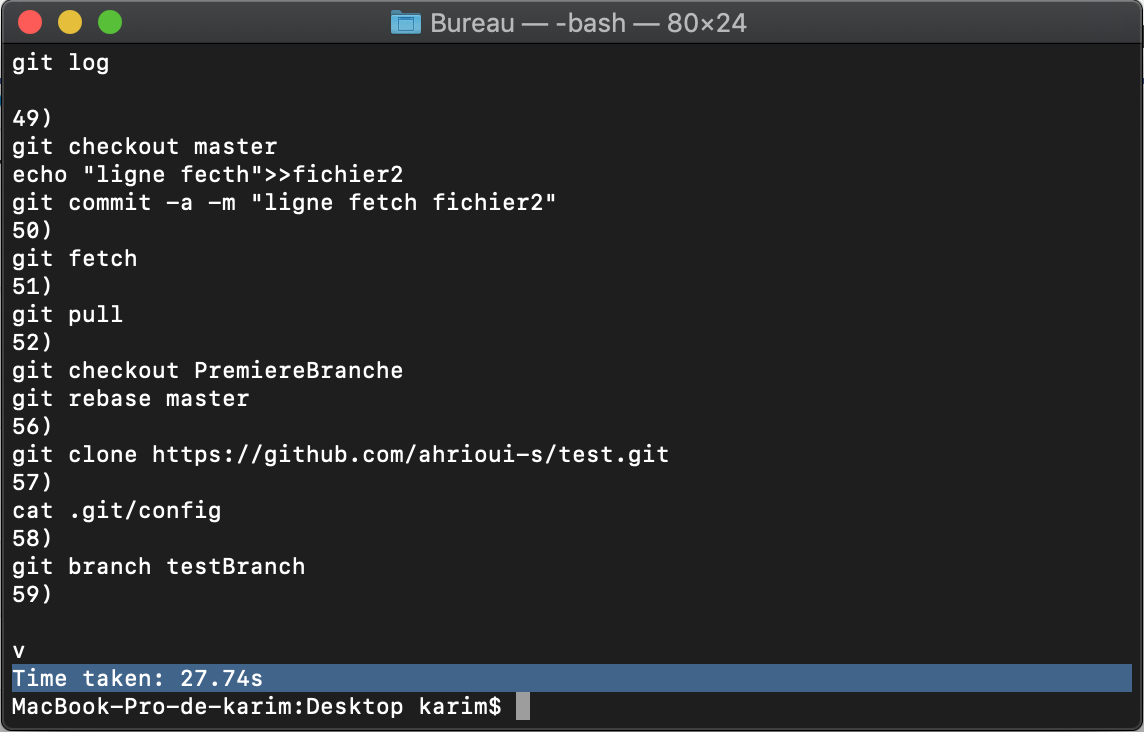 Bureau — -bash — 80×24
git log
49)
git checkout master
echo "ligne fecth">>fichier2
git commit -a -m "ligne fetch fichier2"
50)
git fetch
51)
git pull
52)
git checkout PremiereBranche
git rebase master
56)
git clone https://github.com/ahrioui-s/test.git
57)
cat .git/config
58)
git branch testBranch
59)
v
Time taken: 27.74s
MacBook-Pro-de-karim:Desktop karim$